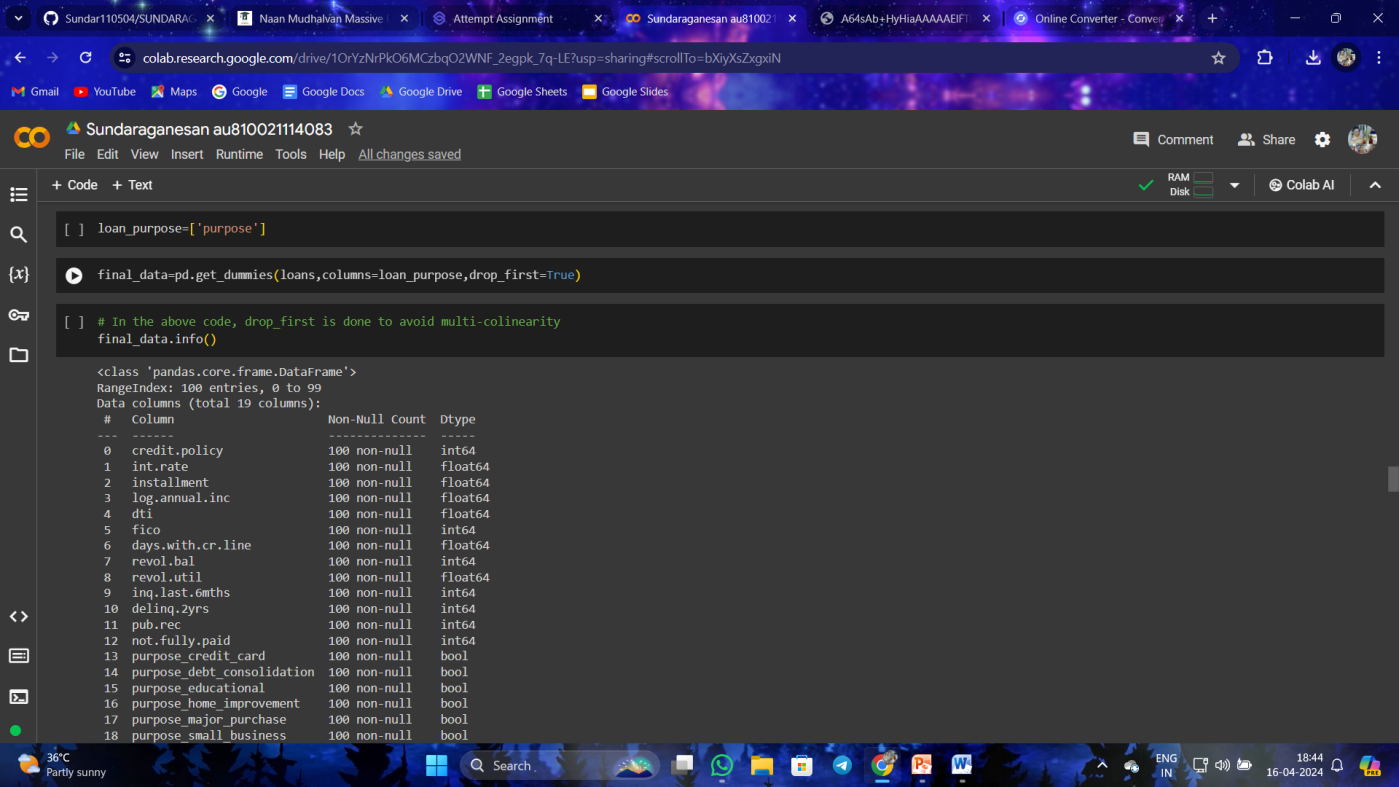 Sundar110504/SUNDARAG
Naan Mudhalvan Massive
Attempt Assignment
Sundaraganesan au810021
A64sAb+HyHiaAAAAAElFT
Online Converter - Conver
colab.research.google.com/drive/1OrYzNrPkO6MCzbqO2WNF_2egpk_7q-LE?usp=sharing#scrollTo=bXiyXsZxgxiN
Gmail
YouTube
Maps
Google
Google Docs
Google Drive
Google Sheets
Google Slides
Sundaraganesan au810021114083
Comment
Share
File Edit View Insert Runtime Tools Help All changes saved
+ Code + Text
RAM
Disk
Colab AI
[ ] loan_purpose=['purpose']
final_data=pd.get_dummies(loans,columns=loan_purpose,drop_first=True)
[ ] # In the above code, drop_first is done to avoid multi-colinearity
final_data.info()
<class 'pandas.core.frame.DataFrame'>
RangeIndex: 100 entries, 0 to 99
Data columns (total 19 columns):
# Column Non-Null Count Dtype
--- ------ -------------- -----
0 credit.policy 100 non-null int64
1 int.rate 100 non-null float64
2 installment 100 non-null float64
3 log.annual.inc 100 non-null float64
4 dti 100 non-null float64
5 fico 100 non-null int64
6 days.with.cr.line 100 non-null float64
7 revol.bal 100 non-null int64
8 revol.util 100 non-null float64
9 inq.last.6mths 100 non-null int64
10 delinq.2yrs 100 non-null int64
11 pub.rec 100 non-null int64
12 not.fully.paid 100 non-null int64
13 purpose_credit_card 100 non-null bool
14 purpose_debt_consolidation 100 non-null bool
15 purpose_educational 100 non-null bool
16 purpose_home_improvement 100 non-null bool
17 purpose_major_purchase 100 non-null bool
18 purpose_small_business 100 non-null bool
36°C
Partly sunny
Search
ENG
IN
18:44
16-04-2024
PRE